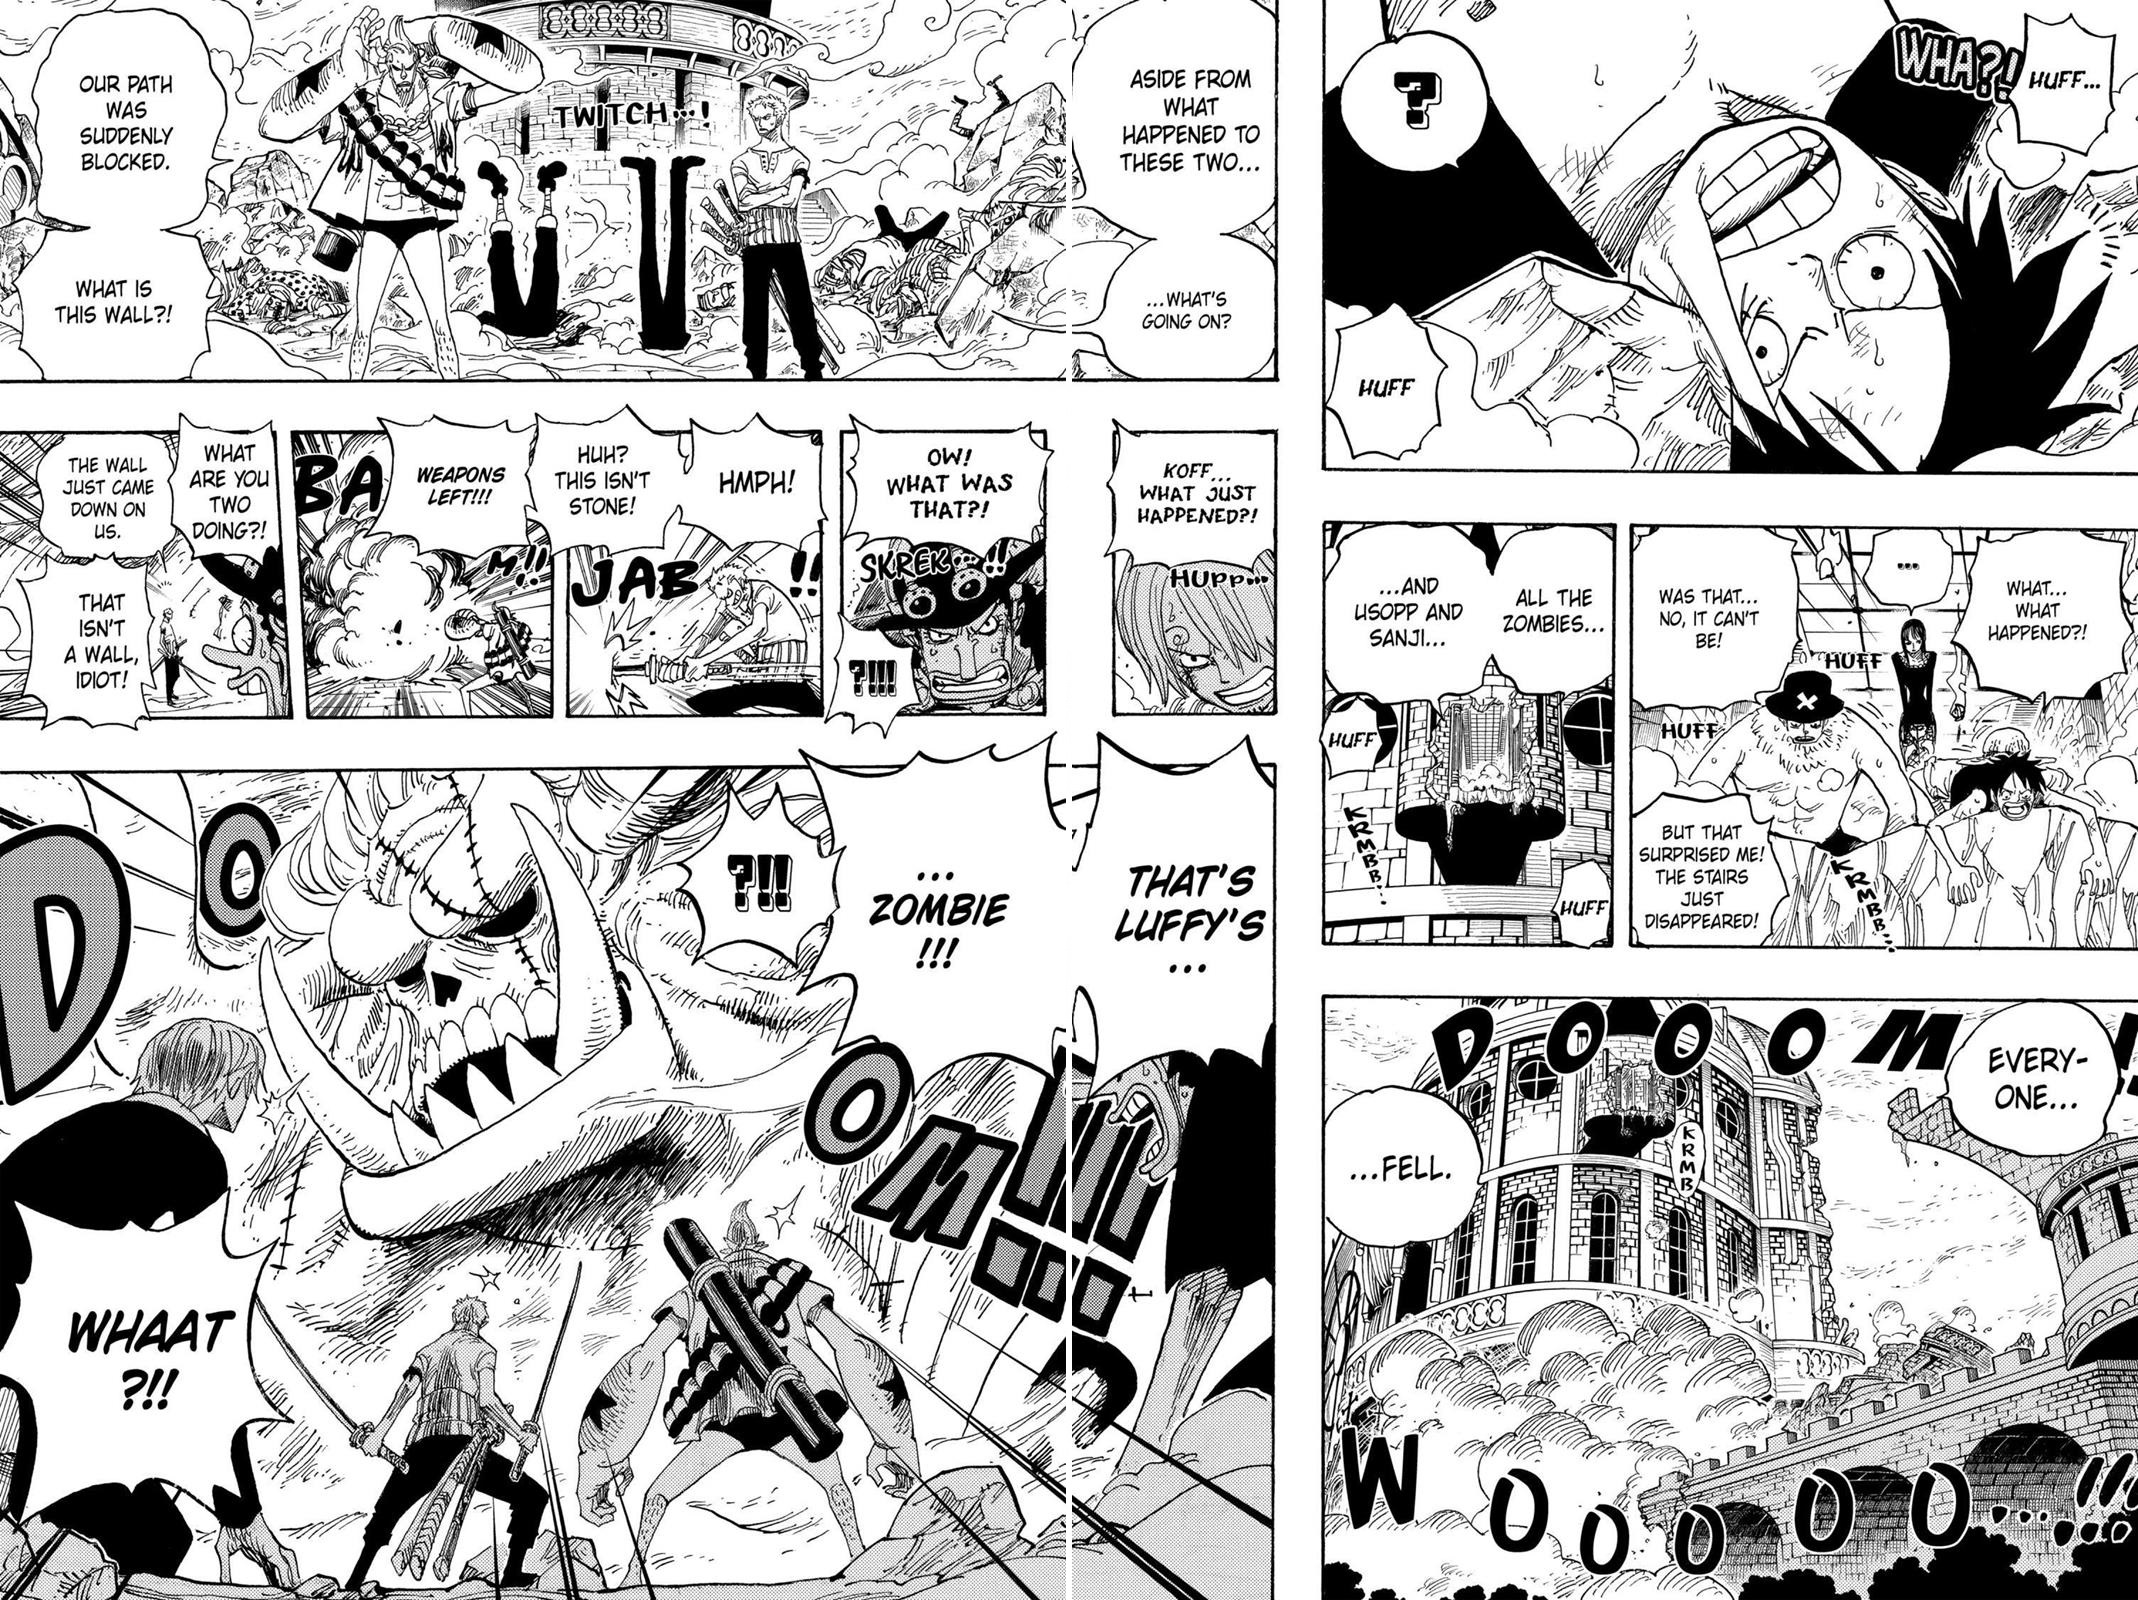 WHA?!
HUFF...
?
HUFF
WHAT...
WHAT
HAPPENED?!
...
HUFF
WAS THAT...
NO, IT CAN'T
BE!
HUFF
BUT THAT
SURPRISED ME!
THE STAIRS
JUST
DISAPPEARED!
KRMBB...
ALL THE
ZOMBIES...
...AND
USOPP AND
SANJI...
HUFF
KRMBB...
HUFF
EVERY-
ONE...
DOOOM
...FELL.
KRMB
WOOOOO...!!!
ASIDE FROM
WHAT
HAPPENED TO
THESE TWO...
...WHAT'S
GOING ON?
TWITCH...!
OUR PATH
WAS
SUDDENLY
BLOCKED.
WHAT IS
THIS WALL?!
KOFF...
WHAT JUST
HAPPENED?!
HUPP...
OW!
WHAT WAS
THAT?!
SKREK...!!
?!!!
HMPH!
HUH?
THIS ISN'T
STONE!
JAB!!
WEAPONS
LEFT!!!
BAM!!
WHAT
ARE YOU
TWO
DOING?!
THE WALL
JUST CAME
DOWN ON
US.
THAT
ISN'T
A WALL,
IDIOT!
THAT'S
LUFFY'S
...
...
ZOMBIE
!!!
?!!!
DOOM!!!
WHAAT
?!!